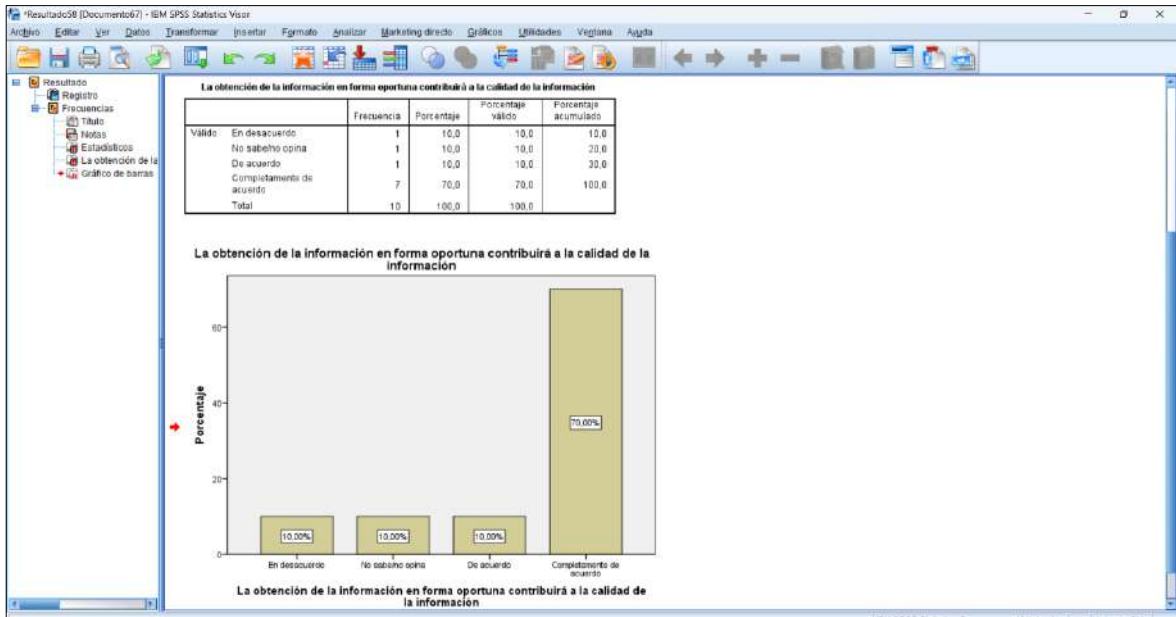 *Resultado58 [Documento67] - IBM SPSS Statistics Visor
Archivo Editar Ver Datos Transformar Insertar Formato Analizar Marketing directo Gráficos Utilidades Ventana Ayuda
Resultado
Registro
Frecuencias
Título
Notas
Estadísticos
La obtención de la
Gráfico de barras
La obtención de la información en forma oportuna contribuirá a la calidad de la información
Frecuencia Porcentaje Porcentaje válido Porcentaje acumulado
Válido En desacuerdo 1 10,0 10,0 10,0
No sabe/no opina 1 10,0 10,0 20,0
De acuerdo 1 10,0 10,0 30,0
Completamente de acuerdo 7 70,0 70,0 100,0
Total 10 100,0 100,0
La obtención de la información en forma oportuna contribuirá a la calidad de la
información
Porcentaje
60
40
20
0
10,00% 10,00% 10,00% 70,00%
En desacuerdo No sabe/no opina De acuerdo Completamente de acuerdo
La obtención de la información en forma oportuna contribuirá a la calidad de
la información